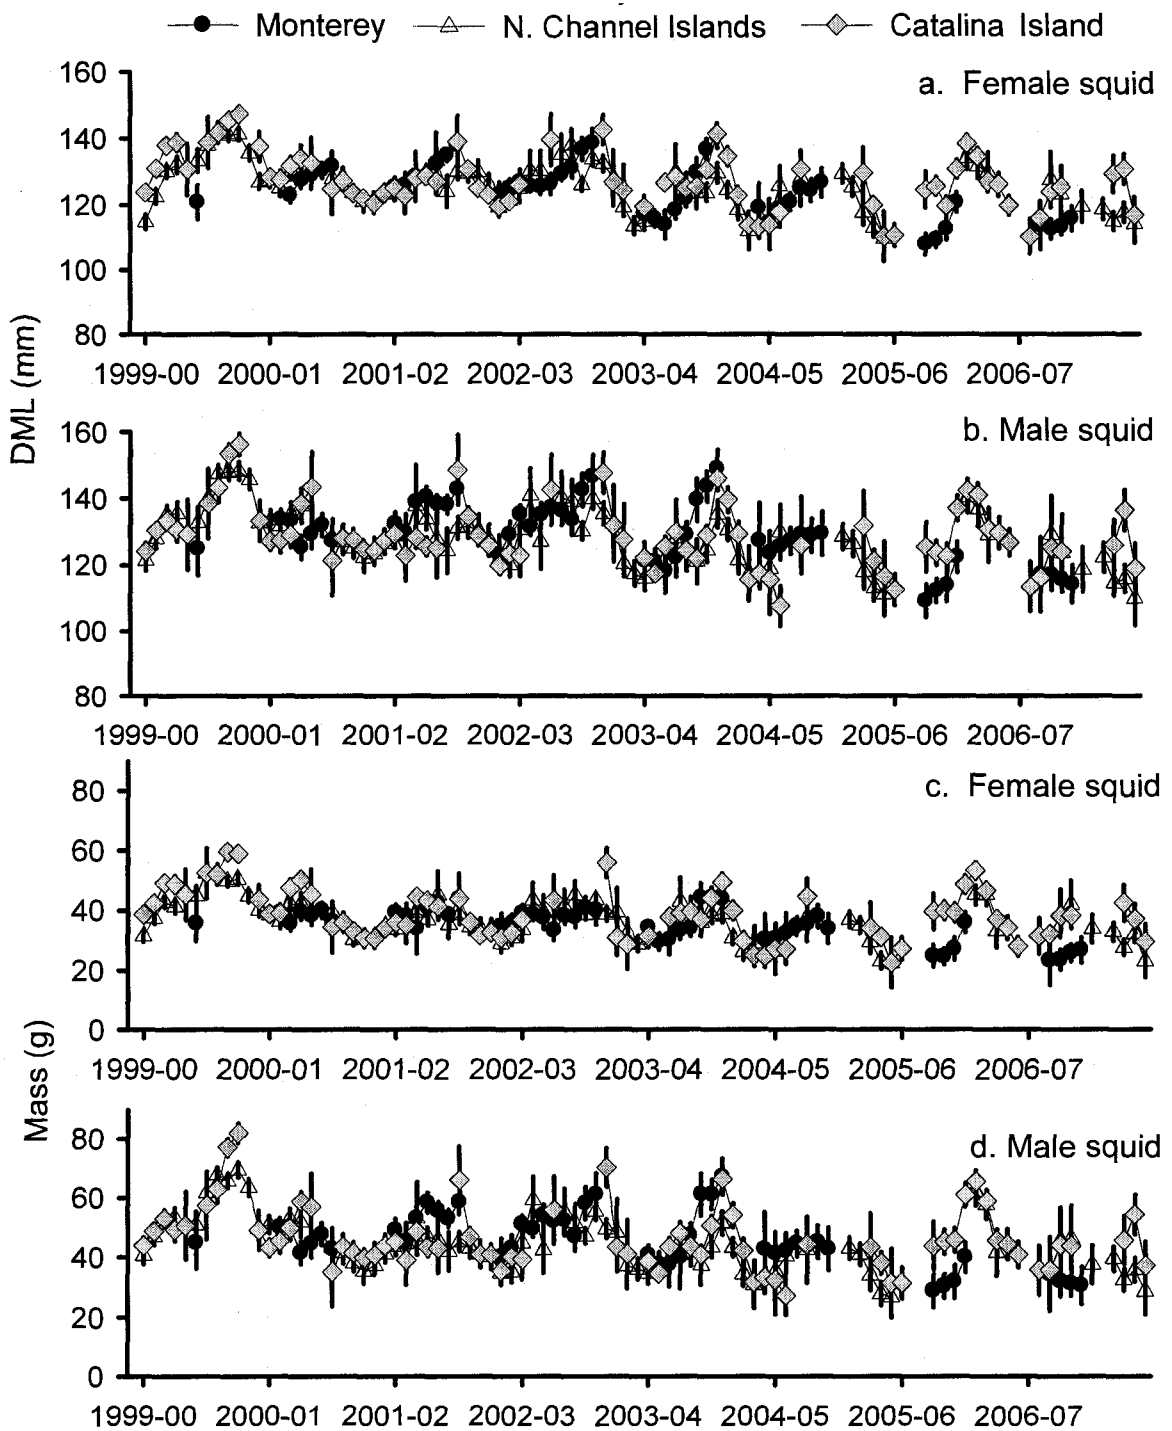 Monterey N. Channel Islands Catalina Island
a. Female squid
160
140
120
100
80
1999-00 2000-01 2001-02 2002-03 2003-04 2004-05 2005-06 2006-07
DML (mm)
b. Male squid
160
140
120
100
80
1999-00 2000-01 2001-02 2002-03 2003-04 2004-05 2005-06 2006-07
c. Female squid
80
60
40
20
0
1999-00 2000-01 2001-02 2002-03 2003-04 2004-05 2005-06 2006-07
Mass (g)
d. Male squid
80
60
40
20
0
1999-00 2000-01 2001-02 2002-03 2003-04 2004-05 2005-06 2006-07